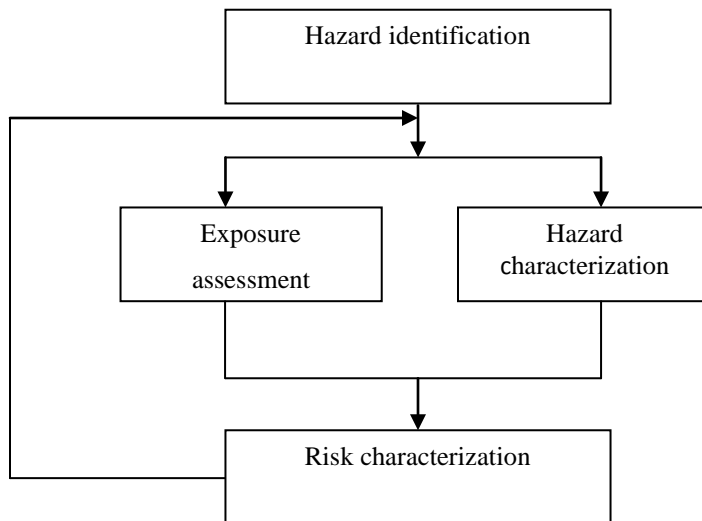 Hazard identification
Exposure
assessment
Hazard
characterization
Risk characterization